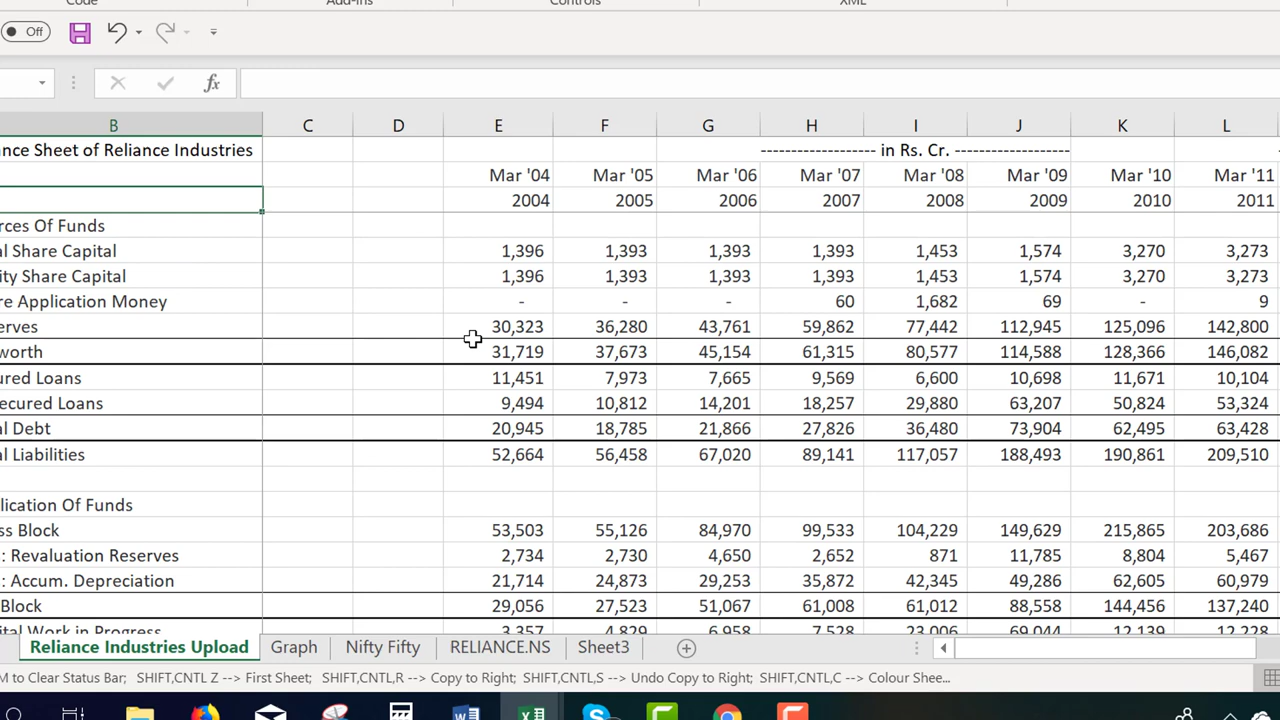 Code Add-ins Controls XML
Off
fx
B C D E F G H I J K L
nce Sheet of Reliance Industries ------------------ in Rs. Cr. ------------------
Mar '04 Mar '05 Mar '06 Mar '07 Mar '08 Mar '09 Mar '10 Mar '11
2004 2005 2006 2007 2008 2009 2010 2011
rces Of Funds
al Share Capital 1,396 1,393 1,393 1,393 1,453 1,574 3,270 3,273
ity Share Capital 1,396 1,393 1,393 1,393 1,453 1,574 3,270 3,273
re Application Money - - - 60 1,682 69 - 9
erves 30,323 36,280 43,761 59,862 77,442 112,945 125,096 142,800
worth 31,719 37,673 45,154 61,315 80,577 114,588 128,366 146,082
ured Loans 11,451 7,973 7,665 9,569 6,600 10,698 11,671 10,104
ecured Loans 9,494 10,812 14,201 18,257 29,880 63,207 50,824 53,324
al Debt 20,945 18,785 21,866 27,826 36,480 73,904 62,495 63,428
al Liabilities 52,664 56,458 67,020 89,141 117,057 188,493 190,861 209,510
lication Of Funds
ss Block 53,503 55,126 84,970 99,533 104,229 149,629 215,865 203,686
s: Revaluation Reserves 2,734 2,730 4,650 2,652 871 11,785 8,804 5,467
s: Accum. Depreciation 21,714 24,873 29,253 35,872 42,345 49,286 62,605 60,979
Block 29,056 27,523 51,067 61,008 61,012 88,558 144,456 137,240
ital Work in Progress 3,357 4,829 6,958 7,528 23,006 69,044 12,139 12,228
Reliance Industries Upload Graph Nifty Fifty RELIANCE.NS Sheet3
M to Clear Status Bar; SHIFT,CNTL Z --> First Sheet; SHIFT,CNTL,R --> Copy to Right; SHIFT,CNTL,S --> Undo Copy to Right; SHIFT,CNTL,C --> Colour Shee...